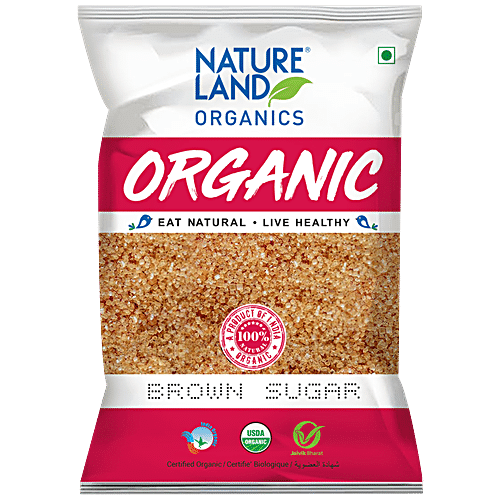 NATURE®
LAND
ORGANICS
ORGANIC
EAT NATURAL • LIVE HEALTHY
A PRODUCT OF INDIA
100%
NATURAL
ORGANIC
BROWN SUGAR
USDA
ORGANIC
Jaivik Bharat
Certified Organic / Certifié Biologique / شهادة العضوية